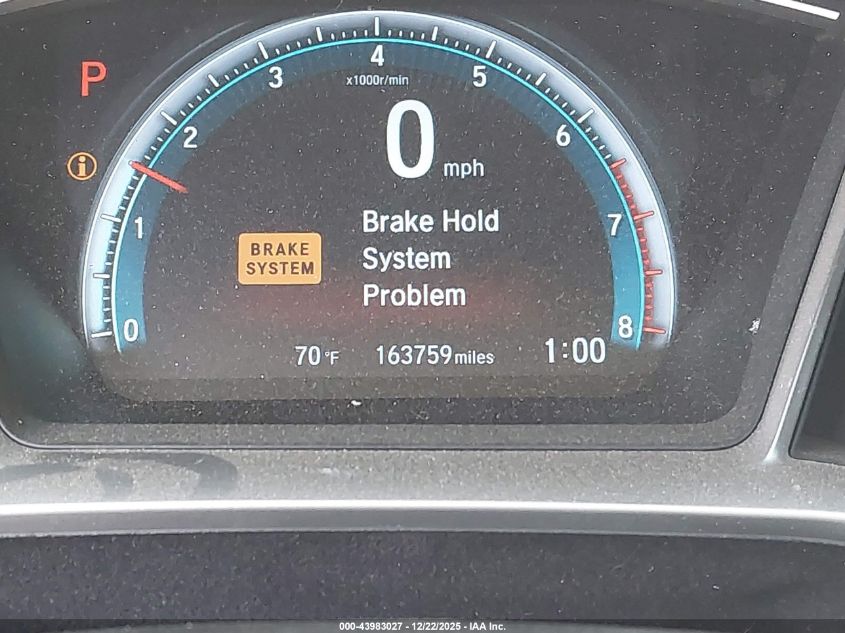 P
4
x1000r/min
3
5
2
6
1
7
0
8
0 mph
i
Brake Hold
BRAKE
SYSTEM
System
Problem
70°F 163759 miles 1:00
000-43983027 - 12/22/2025 - IAA Inc.